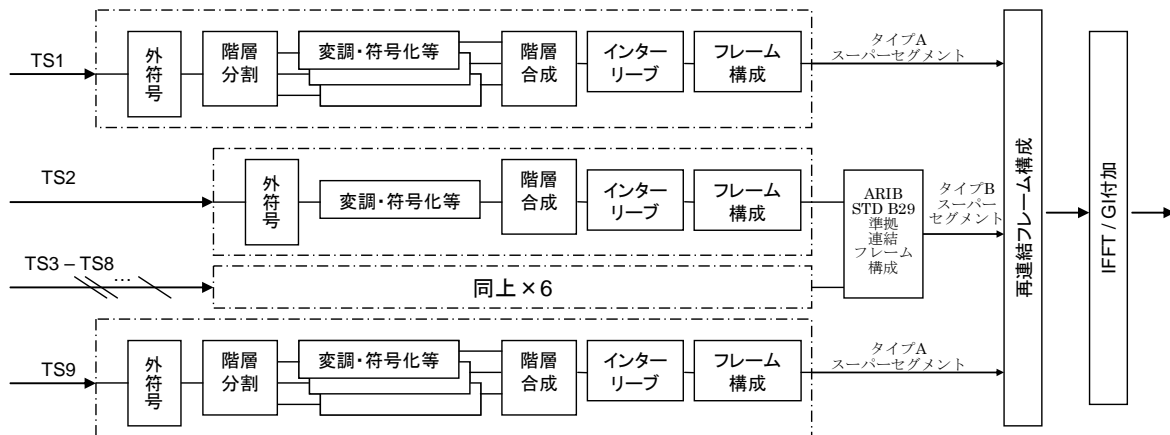 TS1
外
符
号
階層
分割
変調・符号化等
階層
合成
インター
リーブ
フレーム
構成
タイプA
スーパーセグメント
TS2
外
符
号
変調・符号化等
階層
合成
インター
リーブ
フレーム
構成
ARIB
STD B29
準拠
連結
フレーム
構成
タイプB
スーパー
セグメント
TS3 – TS8
…
同上×6
TS9
外
符
号
階層
分割
変調・符号化等
階層
合成
インター
リーブ
フレーム
構成
タイプA
スーパーセグメント
再連結フレーム構成
IFFT / GI付加